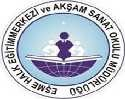 EŞME HALK EĞİTİMMERKEZİ ve AKŞAM SANAT OKULU MÜDÜRLÜĞÜ